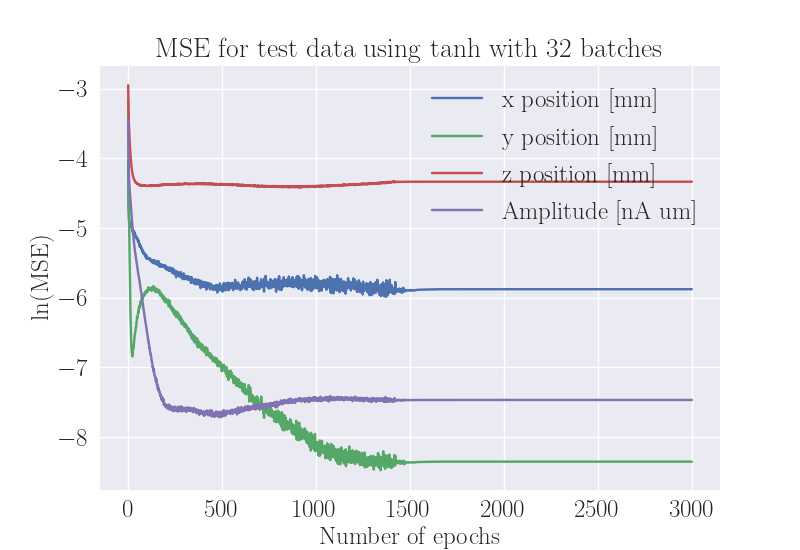 MSE for test data using tanh with 32 batches
x position [mm]
y position [mm]
z position [mm]
Amplitude [nA um]
ln(MSE)
−3
−4
−5
−6
−7
−8
0 500 1000 1500 2000 2500 3000
Number of epochs